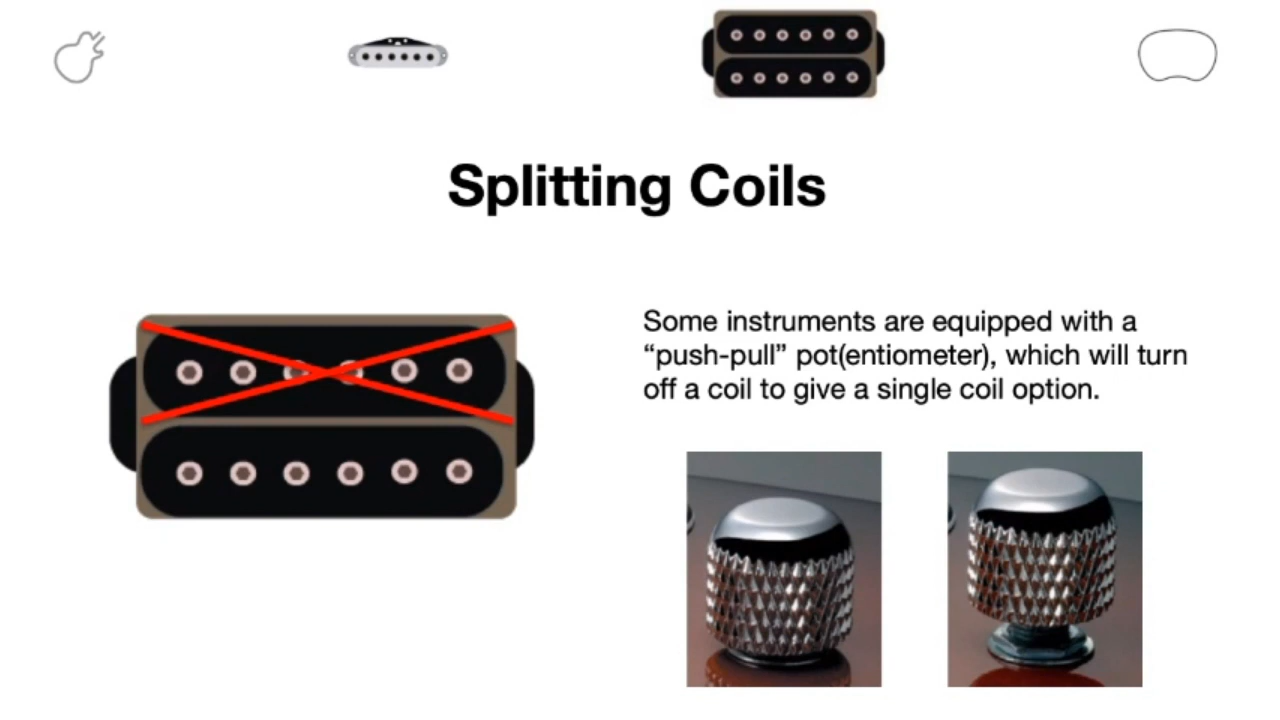 Splitting Coils
Some instruments are equipped with a
“push-pull” pot(entiometer), which will turn
off a coil to give a single coil option.